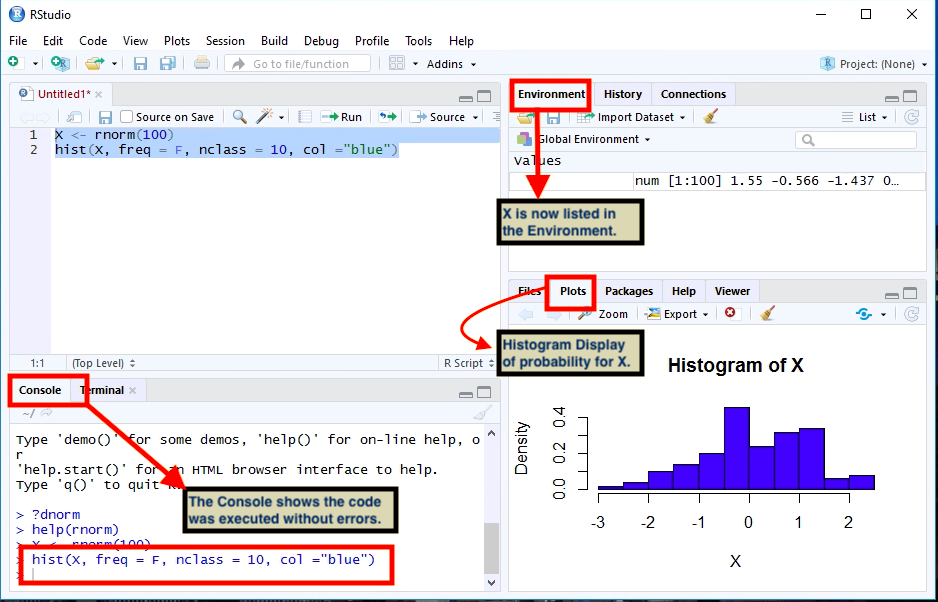 RStudio
File Edit Code View Plots Session Build Debug Profile Tools Help
Go to file/function Addins Project: (None)
Untitled1*
Source on Save Run Source
1 X <- rnorm(100)
2 hist(X, freq = F, nclass = 10, col ="blue")
1:1 (Top Level) R Script
Environment History Connections
Import Dataset List
Global Environment
values
num [1:100] 1.55 -0.566 -1.437 0...
X is now listed in
the Environment.
Files Plots Packages Help Viewer
Zoom Export
Histogram Display
of probability for X.
Histogram of X
Density
0.0 0.2 0.4
-3 -2 -1 0 1 2
X
Console Terminal
~/
Type 'demo()' for some demos, 'help()' for on-line help, o
r
'help.start()' for an HTML browser interface to help.
Type 'q()' to quit R.
> ?dnorm
> help(rnorm)
> X <- rnorm(100)
> hist(X, freq = F, nclass = 10, col ="blue")
>
The Console shows the code
was executed without errors.